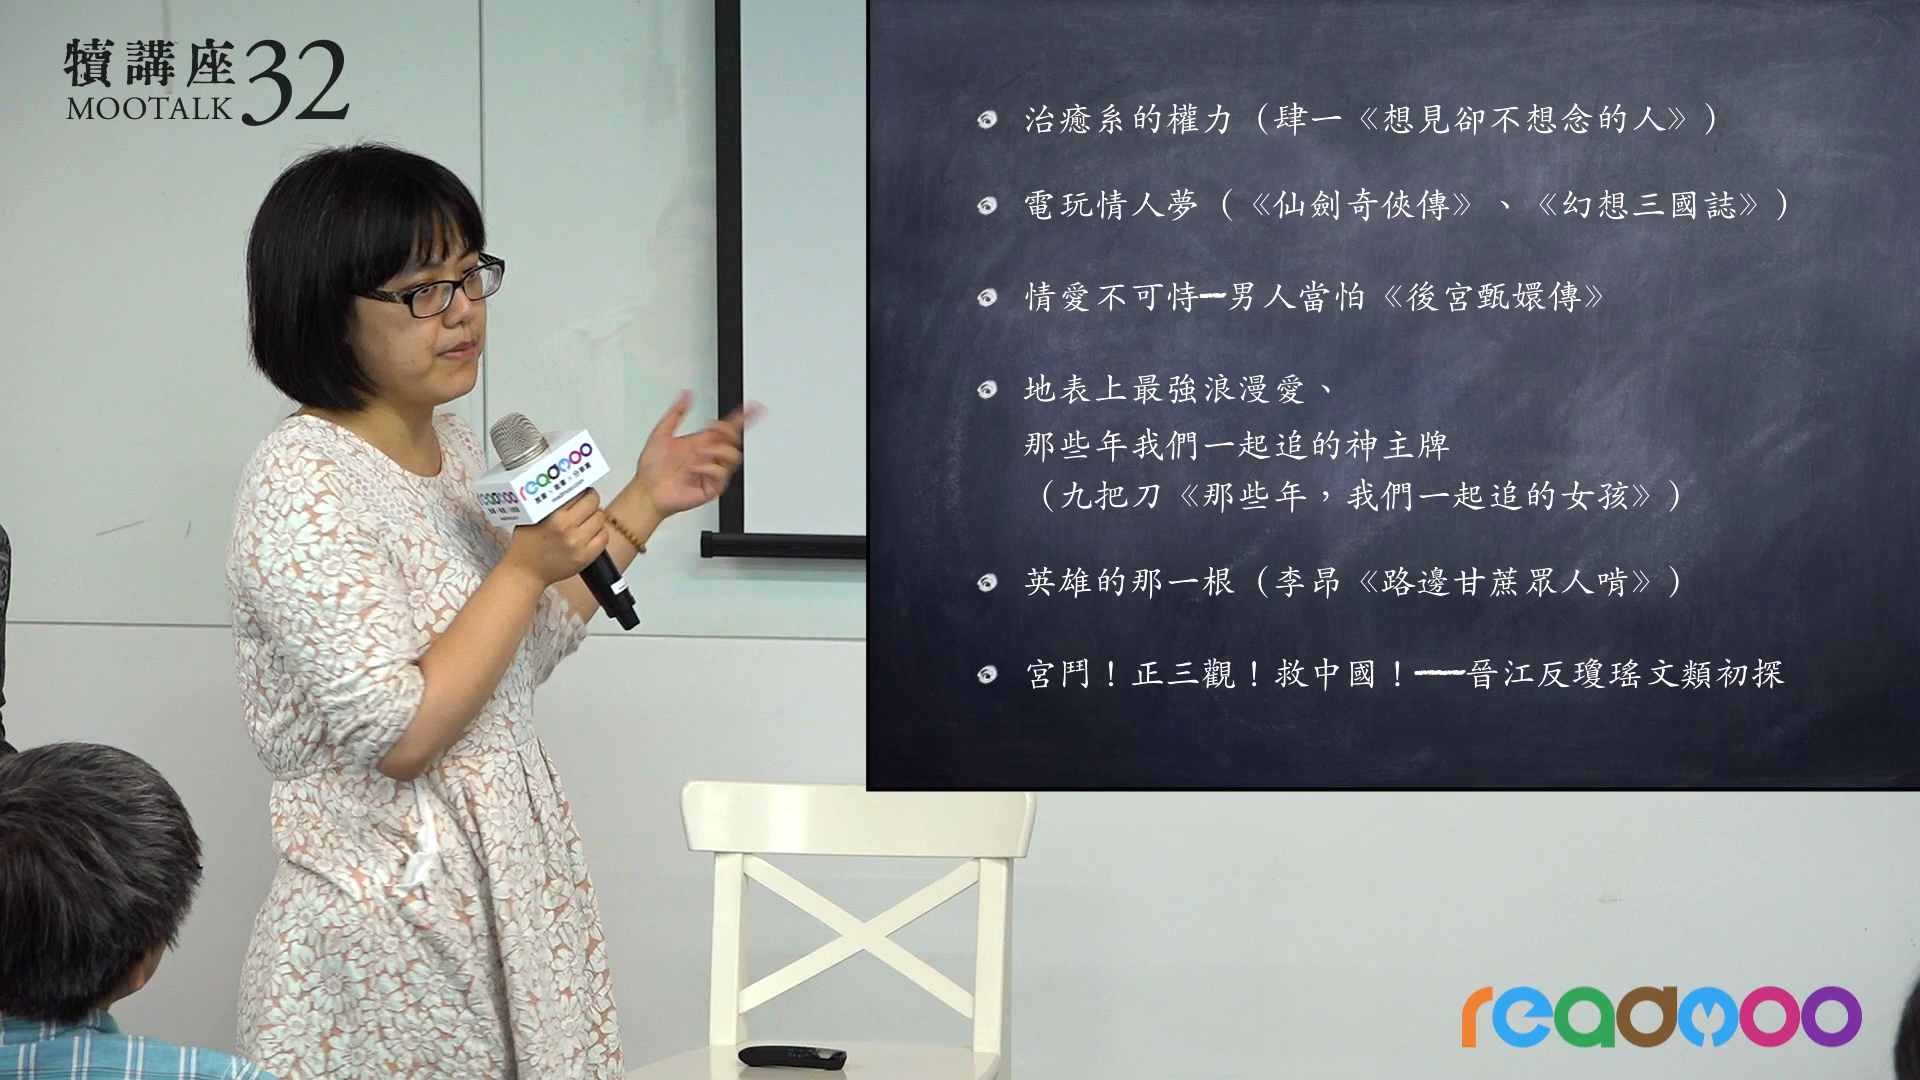 犢講座32
MOOTALK
治癒系的權力（肆一《想見卻不想念的人》）
電玩情人夢（《仙劍奇俠傳》、《幻想三國誌》）
情愛不可恃—男人當怕《後宮甄嬛傳》
地表上最強浪漫愛、
那些年我們一起追的神主牌
（九把刀《那些年，我們一起追的女孩》）
英雄的那一根（李昂《路邊甘蔗眾人啃》）
宮鬥！正三觀！救中國！——晉江反瓊瑤文類初探
readmoo
readmoo.com
readmoo
readmoo